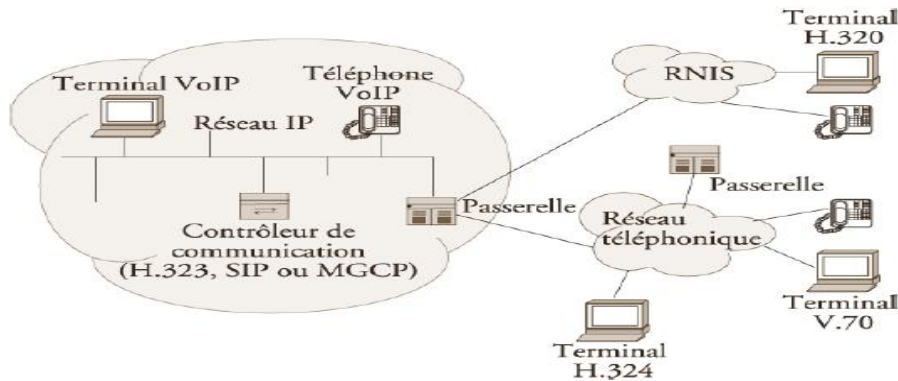 Terminal
H.320
RNIS
Terminal VoIP
Téléphone
VoIP
Réseau IP
Passerelle
Passerelle
Contrôleur de
communication
(H.323, SIP ou MGCP)
Réseau
téléphonique
Terminal
V.70
Terminal
H.324